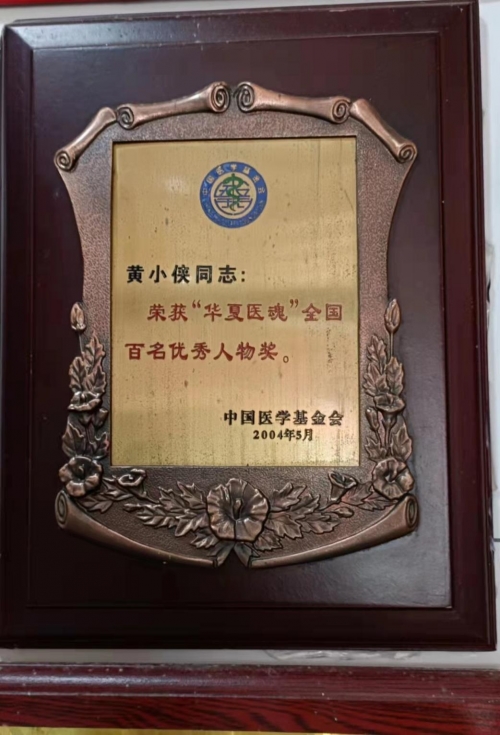 黄小侠同志：
荣获“华夏医魂”全国
百名优秀人物奖。
中国医学基金会
2004年5月